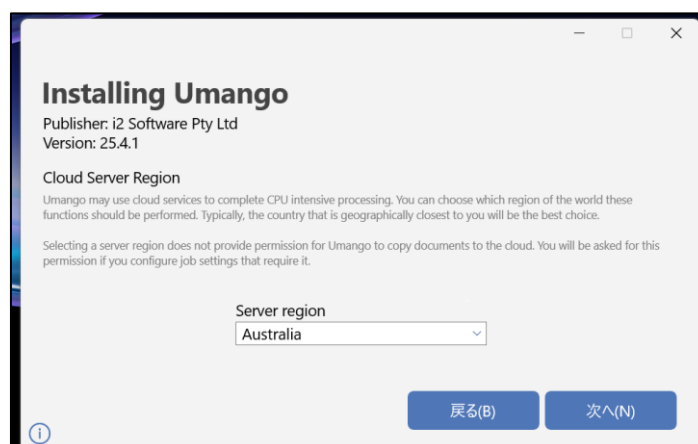 Installing Umango
Publisher: i2 Software Pty Ltd
Version: 25.4.1
Cloud Server Region
Umango may use cloud services to complete CPU intensive processing. You can choose which region of the world these
functions should be performed. Typically, the country that is geographically closest to you will be the best choice.
Selecting a server region does not provide permission for Umango to copy documents to the cloud. You will be asked for this
permission if you configure job settings that require it.
Server region
Australia
戻る(B)
次へ(N)